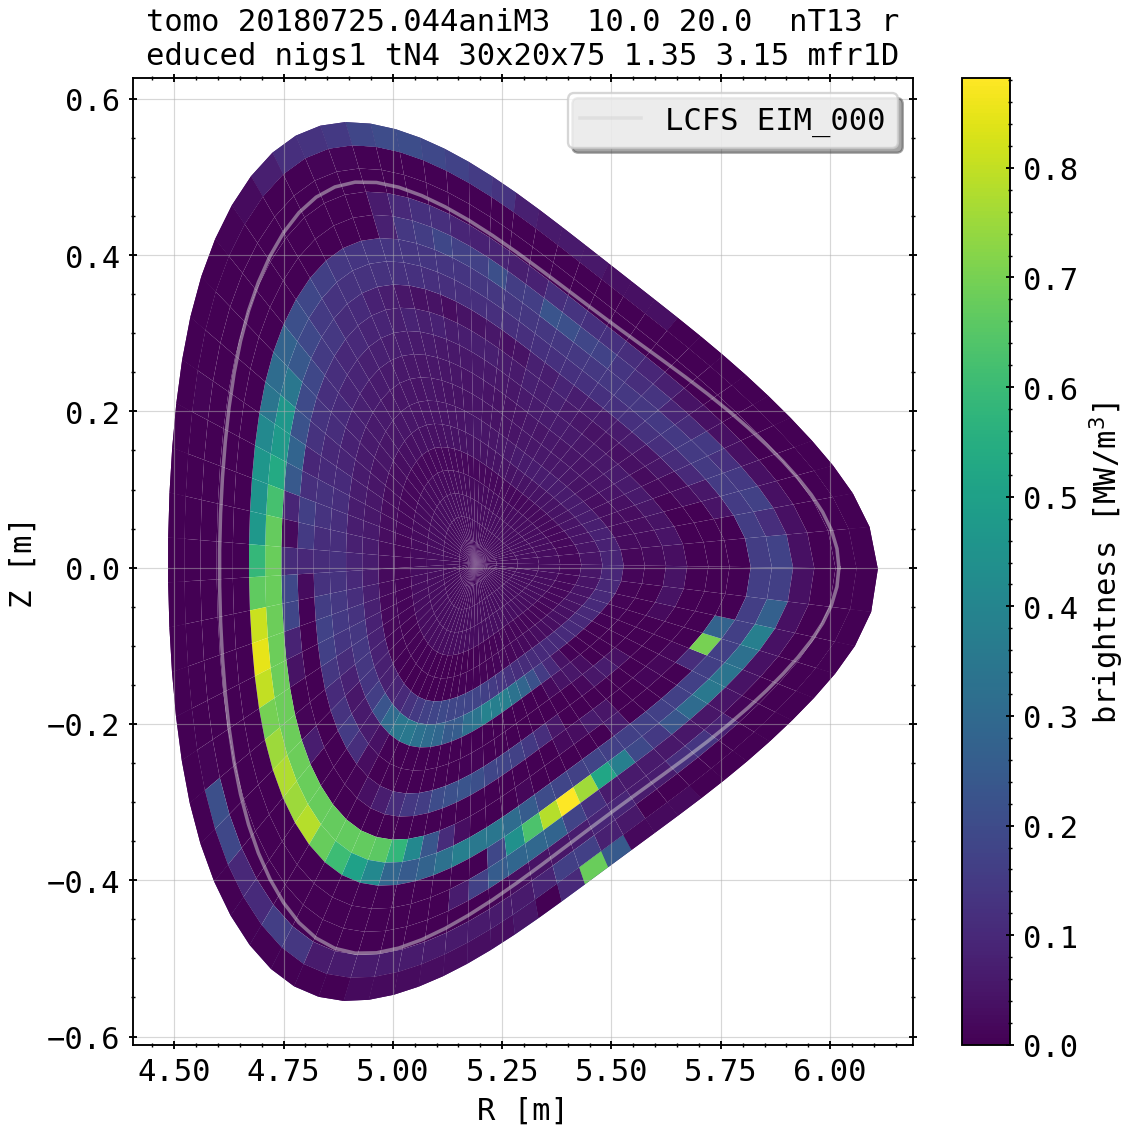 tomo 20180725.044aniM3  10.0 20.0  nT13 r
educed nigs1 tN4 30x20x75 1.35 3.15 mfr1D
LCFS EIM_000
0.6
0.4
0.2
0.0
−0.2
−0.4
−0.6
Z [m]
4.50 4.75 5.00 5.25 5.50 5.75 6.00
R [m]
0.8
0.7
0.6
0.5
0.4
0.3
0.2
0.1
0.0
brightness [MW/m³]